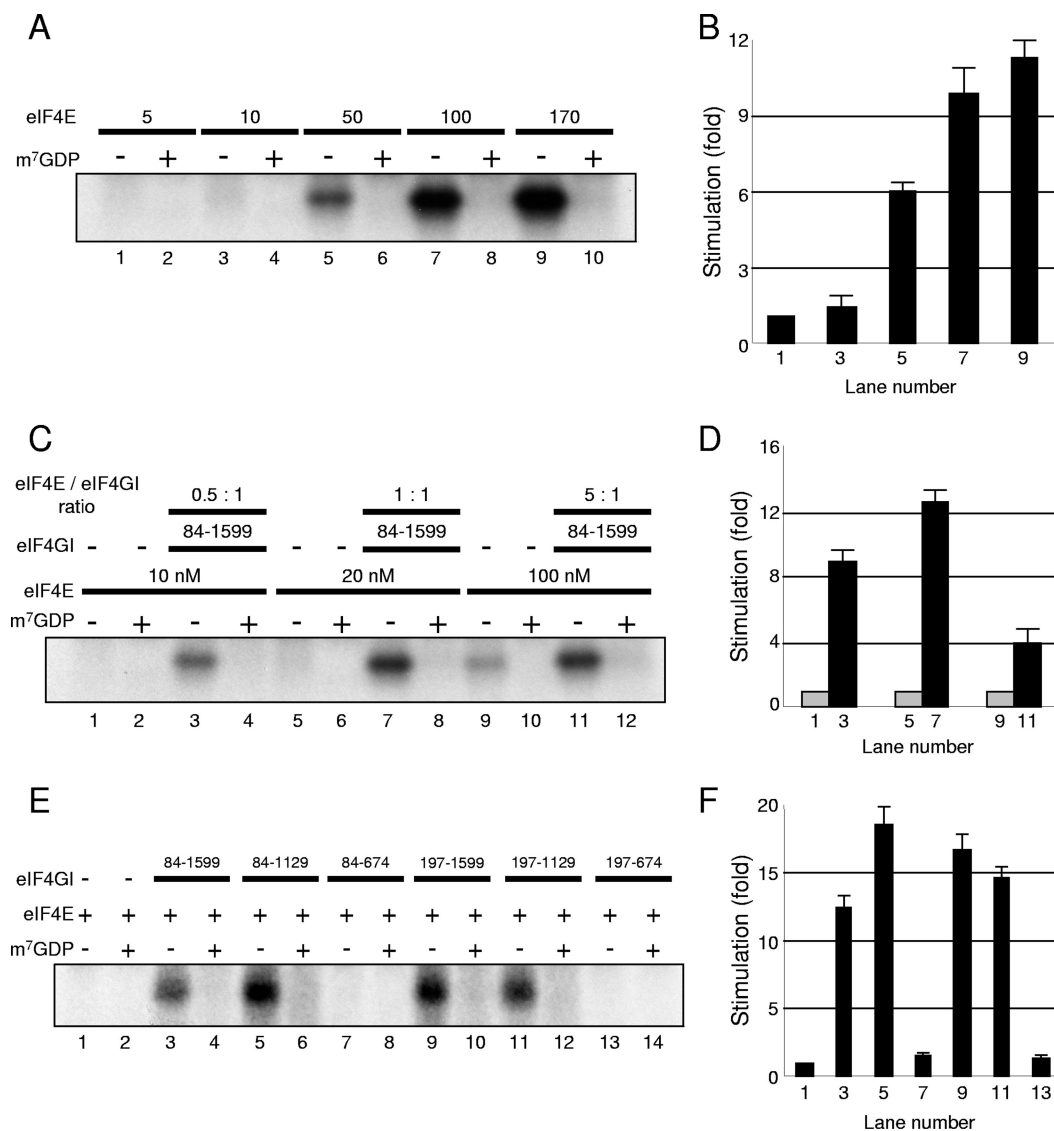 A
eIF4E 5 10 50 100 170
m⁷GDP - + - + - + - + - +
1 2 3 4 5 6 7 8 9 10
B
Stimulation (fold)
12
9
6
3
0
1 3 5 7 9
Lane number
C
eIF4E / eIF4GI ratio 0.5 : 1 1 : 1 5 : 1
eIF4GI - - 84-1599 - - 84-1599 - - 84-1599
eIF4E 10 nM 20 nM 100 nM
m⁷GDP - + - + - + - + - + - +
1 2 3 4 5 6 7 8 9 10 11 12
D
Stimulation (fold)
16
12
8
4
0
1 3 5 7 9 11
Lane number
E
eIF4GI - - 84-1599 84-1129 84-674 197-1599 197-1129 197-674
eIF4E + + + + + + + + + + + + + +
m⁷GDP - + - + - + - + - + - + - +
1 2 3 4 5 6 7 8 9 10 11 12 13 14
F
Stimulation (fold)
20
15
10
5
0
1 3 5 7 9 11 13
Lane number